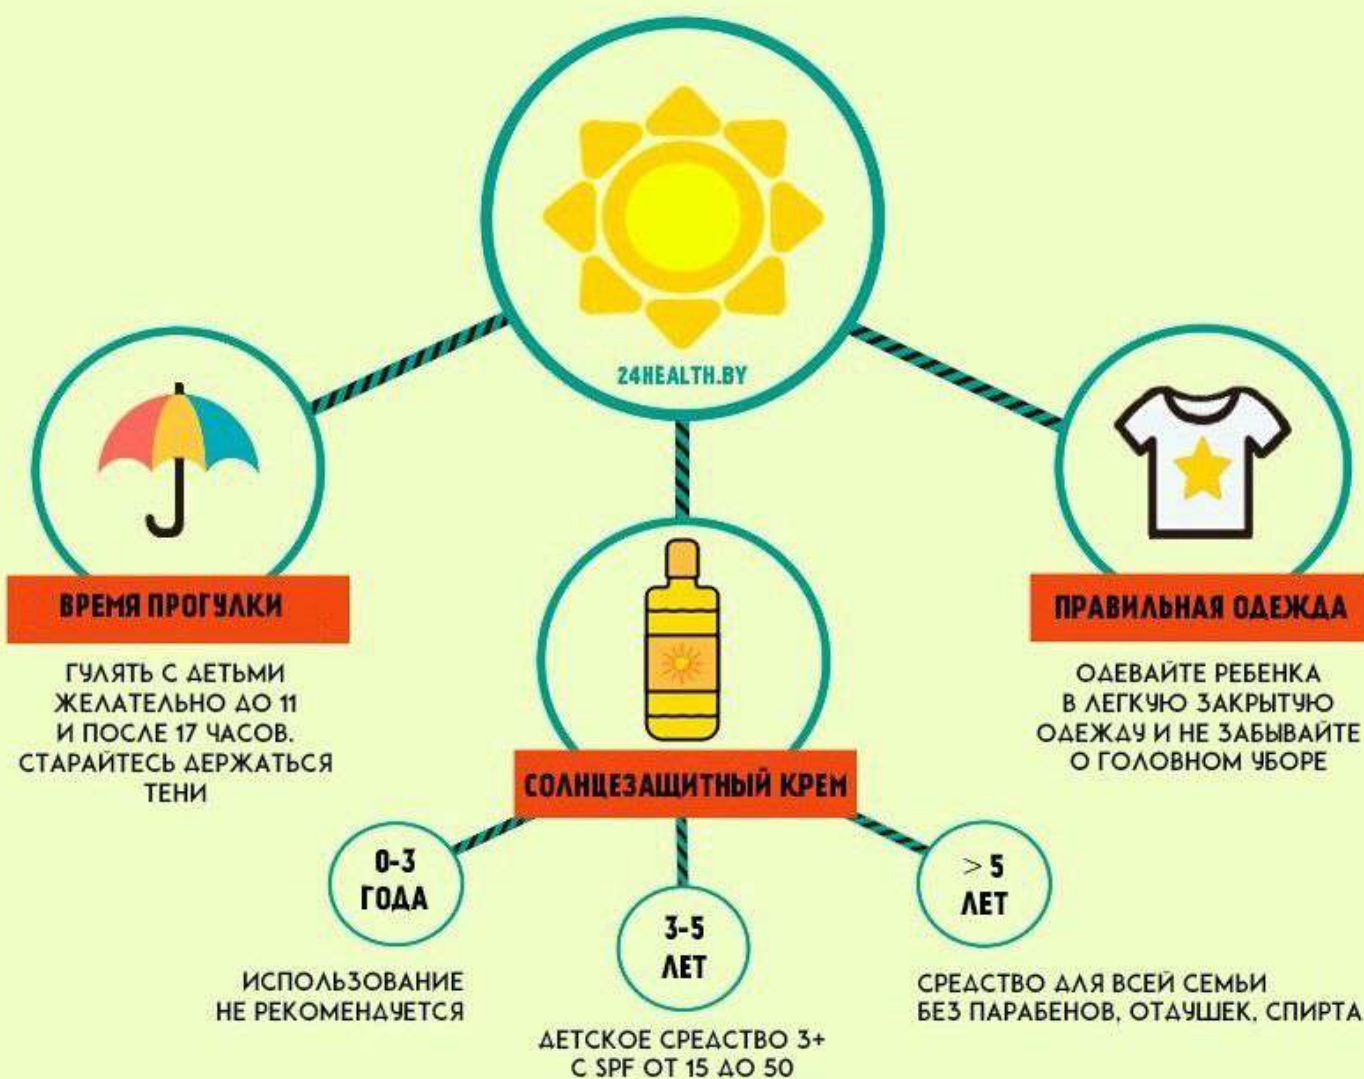 24HEALTH.BY
ВРЕМЯ ПРОГУЛКИ
ГУЛЯТЬ С ДЕТЬМИ
ЖЕЛАТЕЛЬНО ДО 11
И ПОСЛЕ 17 ЧАСОВ.
СТАРАЙТЕСЬ ДЕРЖАТЬСЯ
ТЕНИ
ПРАВИЛЬНАЯ ОДЕЖДА
ОДЕВАЙТЕ РЕБЕНКА
В ЛЕГКУЮ ЗАКРЫТУЮ
ОДЕЖДУ И НЕ ЗАБЫВАЙТЕ
О ГОЛОВНОМ УБОРЕ
СОЛНЦЕЗАЩИТНЫЙ КРЕМ
0-3
ГОДА
ИСПОЛЬЗОВАНИЕ
НЕ РЕКОМЕНДУЕТСЯ
3-5
ЛЕТ
ДЕТСКОЕ СРЕДСТВО 3+
С SPF ОТ 15 ДО 50
> 5
ЛЕТ
СРЕДСТВО ДЛЯ ВСЕЙ СЕМЬИ
БЕЗ ПАРАБЕНОВ, ОТДУШЕК, СПИРТА